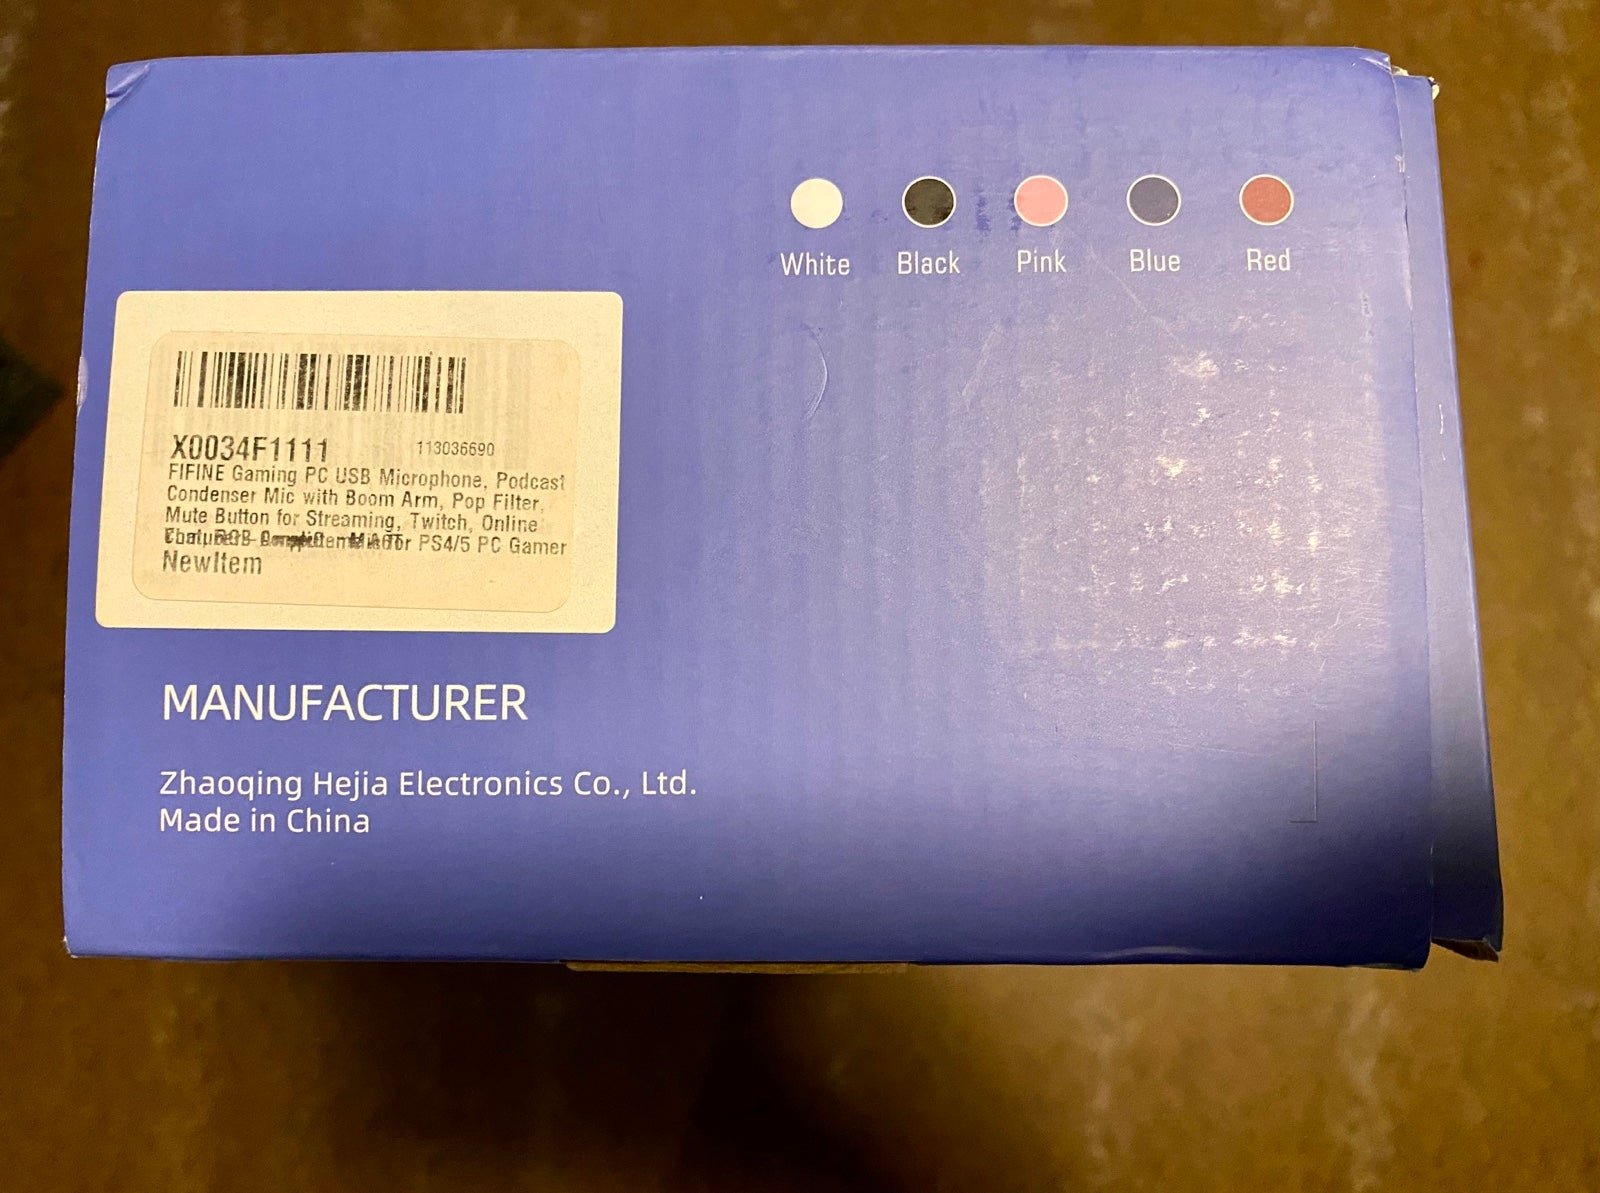 White Black Pink Blue Red
X0034F1111 113036690
FIFINE Gaming PC USB Microphone, Podcast
Condenser Mic with Boom Arm, Pop Filter,
Mute Button for Streaming, Twitch, Online
for PS4/5 PC Gamer
NewItem
MANUFACTURER
Zhaoqing Hejia Electronics Co., Ltd.
Made in China